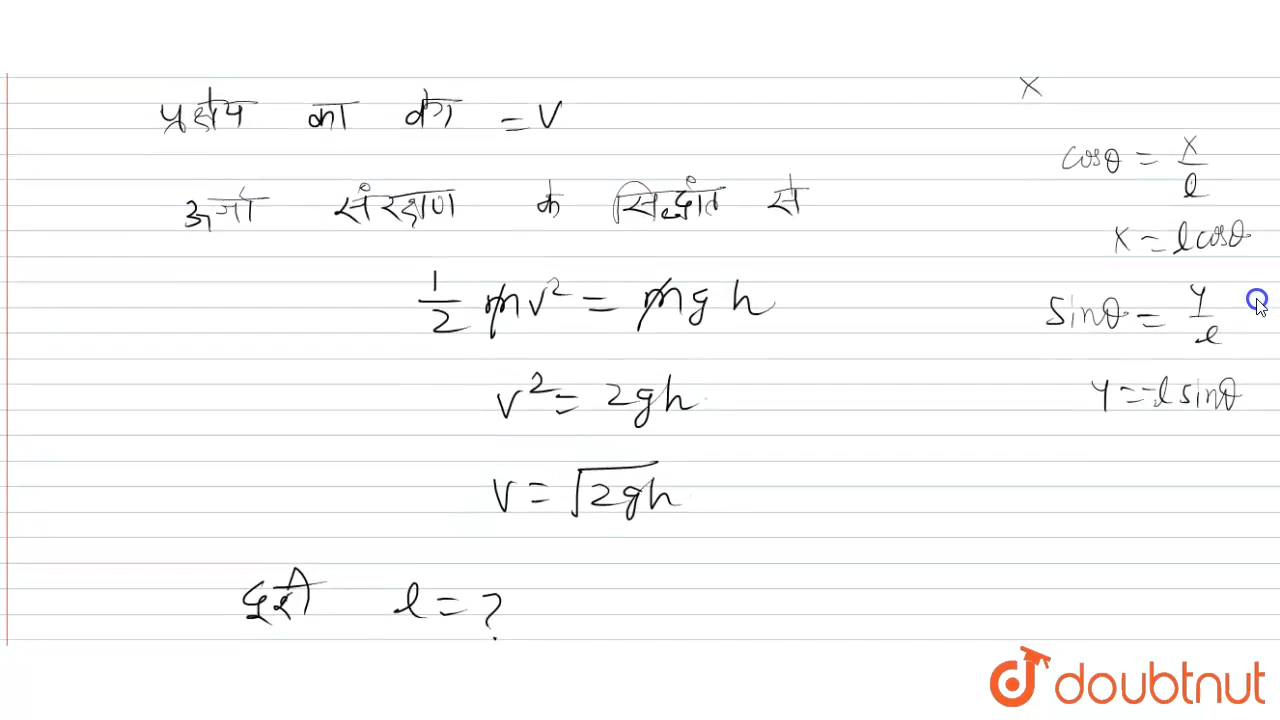 प्रक्षेप का वेग = v
ऊर्जा संरक्षण के सिद्धांत से
1/2 mv² = mgh
v² = 2gh
v = √2gh
दूरी l = ?
x
cosθ = x/l
x = l cosθ
sinθ = y/l
y = -l sinθ
doubtnut